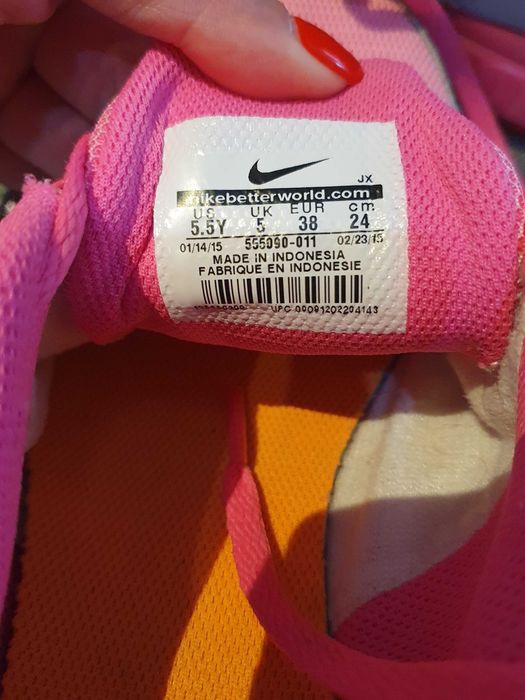 JX
nikebetterworld.com
US UK EUR cm
5.5Y 5 38 24
01/14/15 555090-011 02/23/15
MADE IN INDONESIA
FABRIQUE EN INDONESIE
UPC 00091202204143